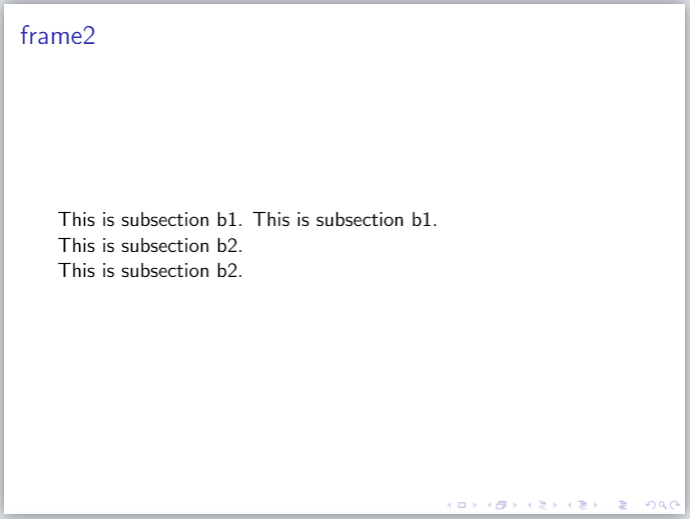 frame2
This is subsection b1. This is subsection b1.
This is subsection b2.
This is subsection b2.